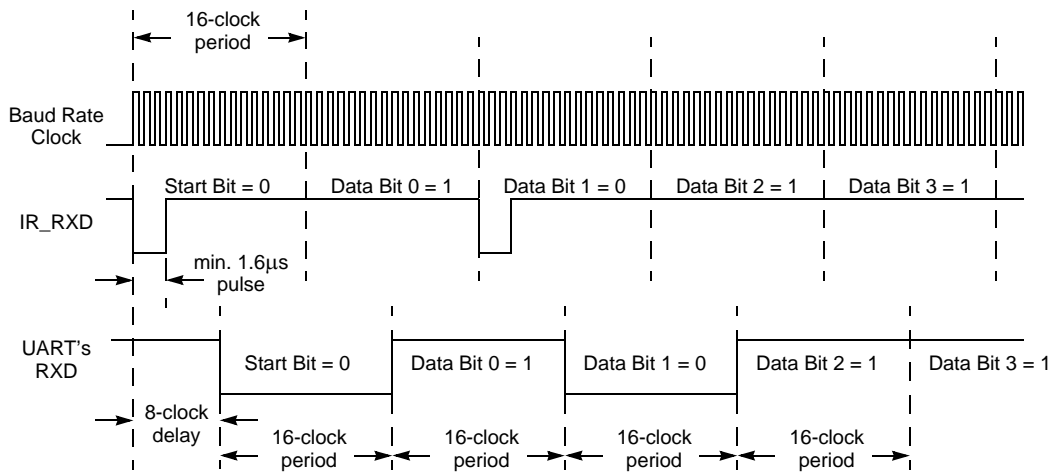 16-clock
period
Baud Rate
Clock
Start Bit = 0
Data Bit 0 = 1
Data Bit 1 = 0
Data Bit 2 = 1
Data Bit 3 = 1
IR_RXD
min. 1.6μs
pulse
UART's
RXD
Start Bit = 0
Data Bit 0 = 1
Data Bit 1 = 0
Data Bit 2 = 1
Data Bit 3 = 1
8-clock
delay
16-clock
period
16-clock
period
16-clock
period
16-clock
period